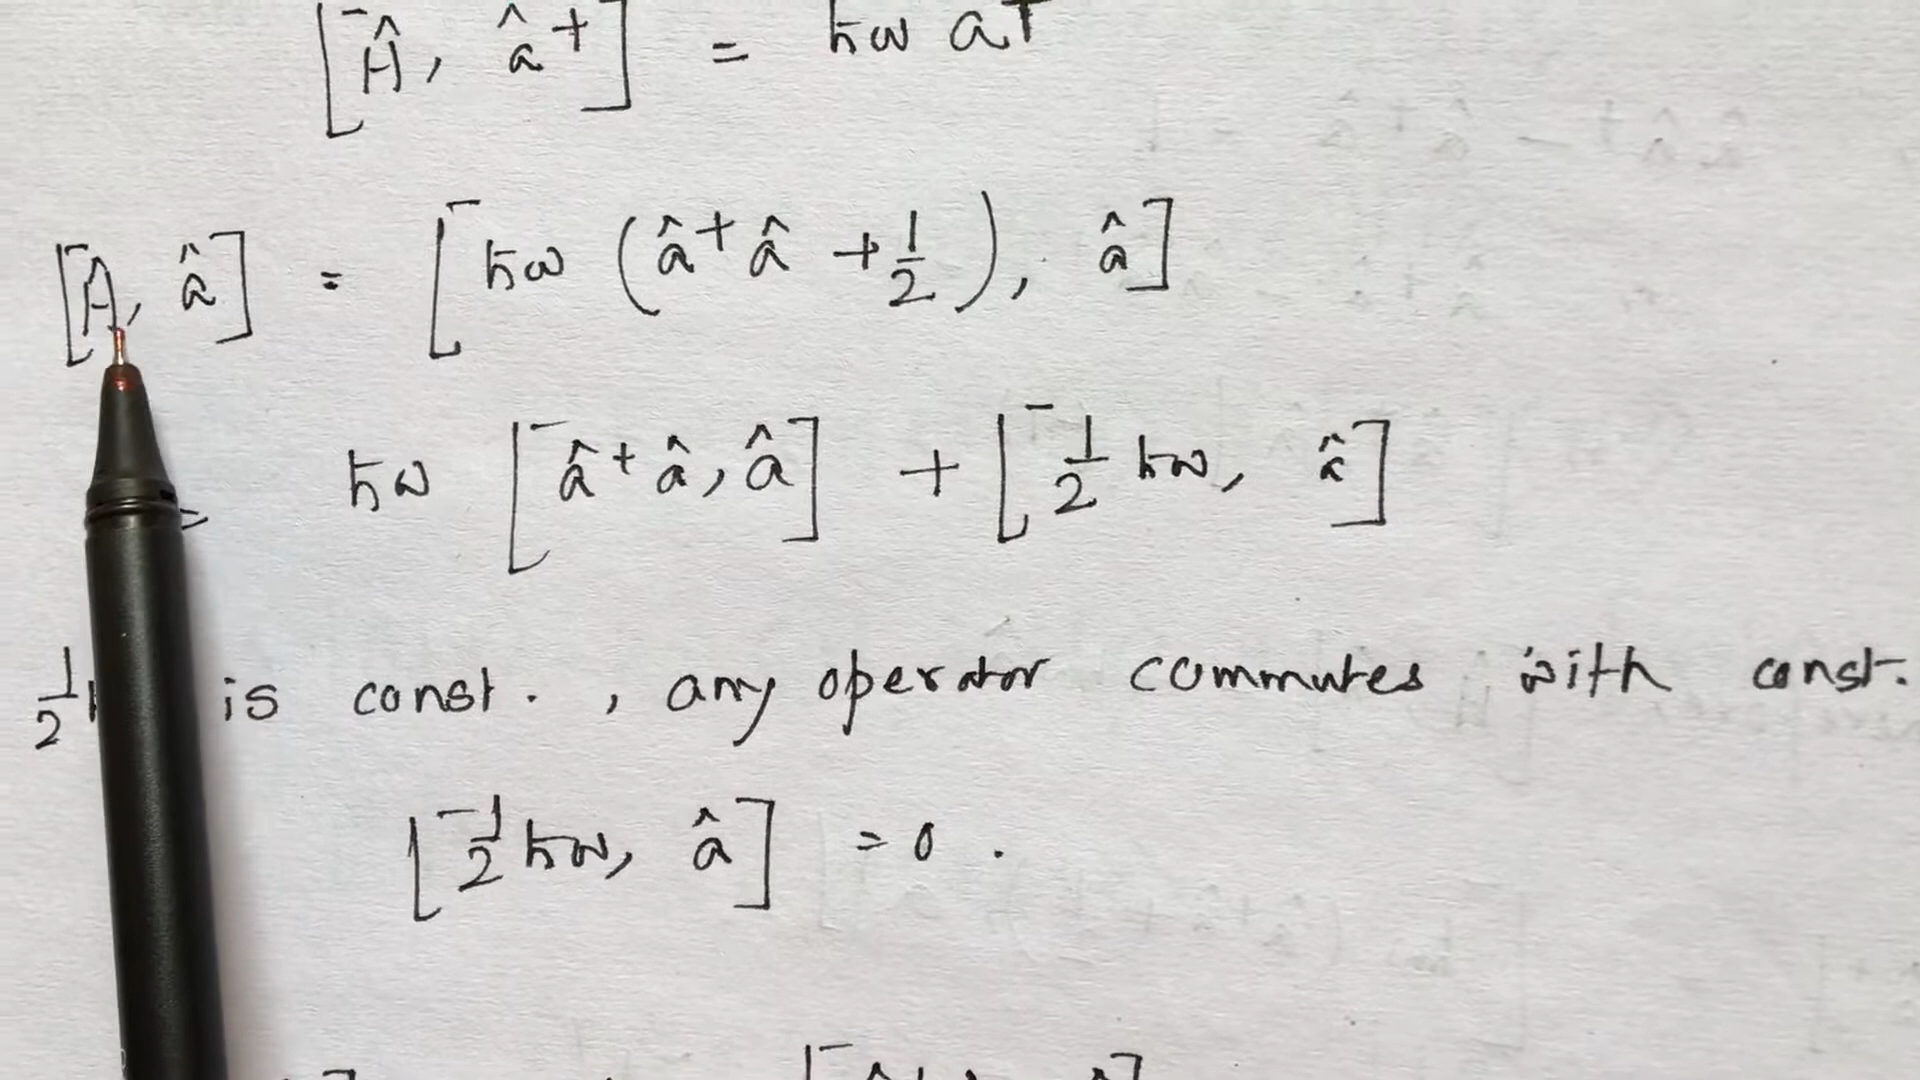 [Ĥ, â⁺] = ħω a†
[Ĥ, â] = [ħω (â⁺ â + 1/2), â]
= ħω [â⁺ â, â] + [1/2 ħω, â]
1/2 is const. , any operator commutes with const.
[1/2 ħω, â] = 0 .